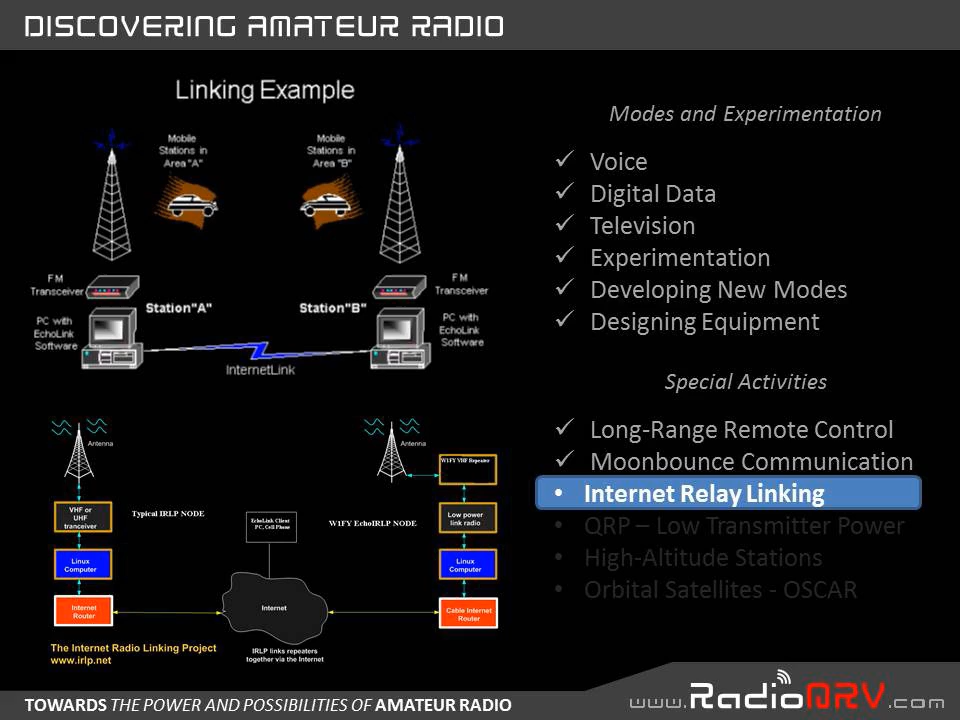 DISCOVERING AMATEUR RADIO
Linking Example
Mobile
Stations in
Area "A"
Mobile
Stations in
Area "B"
FM
Transceiver
Station"A"
PC with
EchoLink
Software
Station"B"
FM
Transceiver
PC with
EchoLink
Software
InternetLink
Antenna
Antenna
VHF or
UHF
tranceiver
Typical IRLP NODE
Linux
Computer
Internet
Router
EchoLink Client
PC, Cell Phone
W1FY EchoIRLP NODE
W1FY VHF Repeater
Low power
link radio
Linux
Computer
Cable Internet
Router
Internet
IRLP links repeaters
together via the Internet
The Internet Radio Linking Project
www.irlp.net
Modes and Experimentation
✓ Voice
✓ Digital Data
✓ Television
✓ Experimentation
✓ Developing New Modes
✓ Designing Equipment
Special Activities
✓ Long-Range Remote Control
✓ Moonbounce Communication
• Internet Relay Linking
• QRP – Low Transmitter Power
• High-Altitude Stations
• Orbital Satellites - OSCAR
TOWARDS THE POWER AND POSSIBILITIES OF AMATEUR RADIO
www.RadioQRV.com